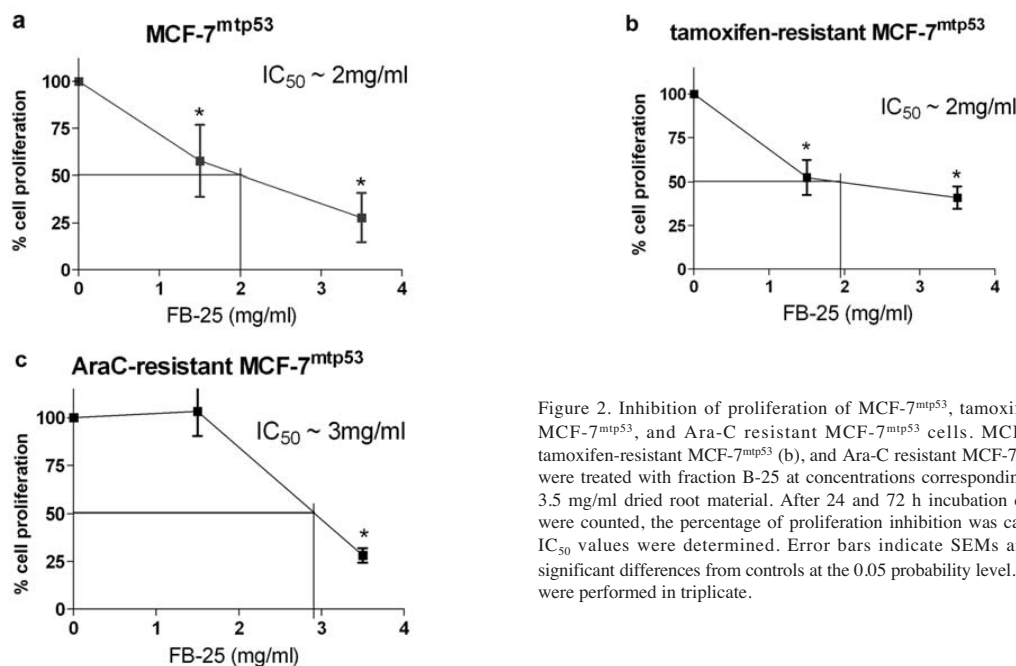 a
MCF-7mtp53
IC50 ~ 2mg/ml
% cell proliferation
100
75
50
25
0
*
*
0 1 2 3 4
FB-25 (mg/ml)
b
tamoxifen-resistant MCF-7mtp53
IC50 ~ 2mg/ml
% cell proliferation
100
75
50
25
0
*
*
0 1 2 3 4
FB-25 (mg/ml)
c
AraC-resistant MCF-7mtp53
IC50 ~ 3mg/ml
% cell proliferation
100
75
50
25
0
*
0 1 2 3 4
FB-25 (mg/ml)
Figure 2. Inhibition of proliferation of MCF-7mtp53, tamoxif
MCF-7mtp53, and Ara-C resistant MCF-7mtp53 cells. MCF
tamoxifen-resistant MCF-7mtp53 (b), and Ara-C resistant MCF-7
were treated with fraction B-25 at concentrations correspondin
3.5 mg/ml dried root material. After 24 and 72 h incubation
were counted, the percentage of proliferation inhibition was ca
IC50 values were determined. Error bars indicate SEMs a
significant differences from controls at the 0.05 probability level.
were performed in triplicate.